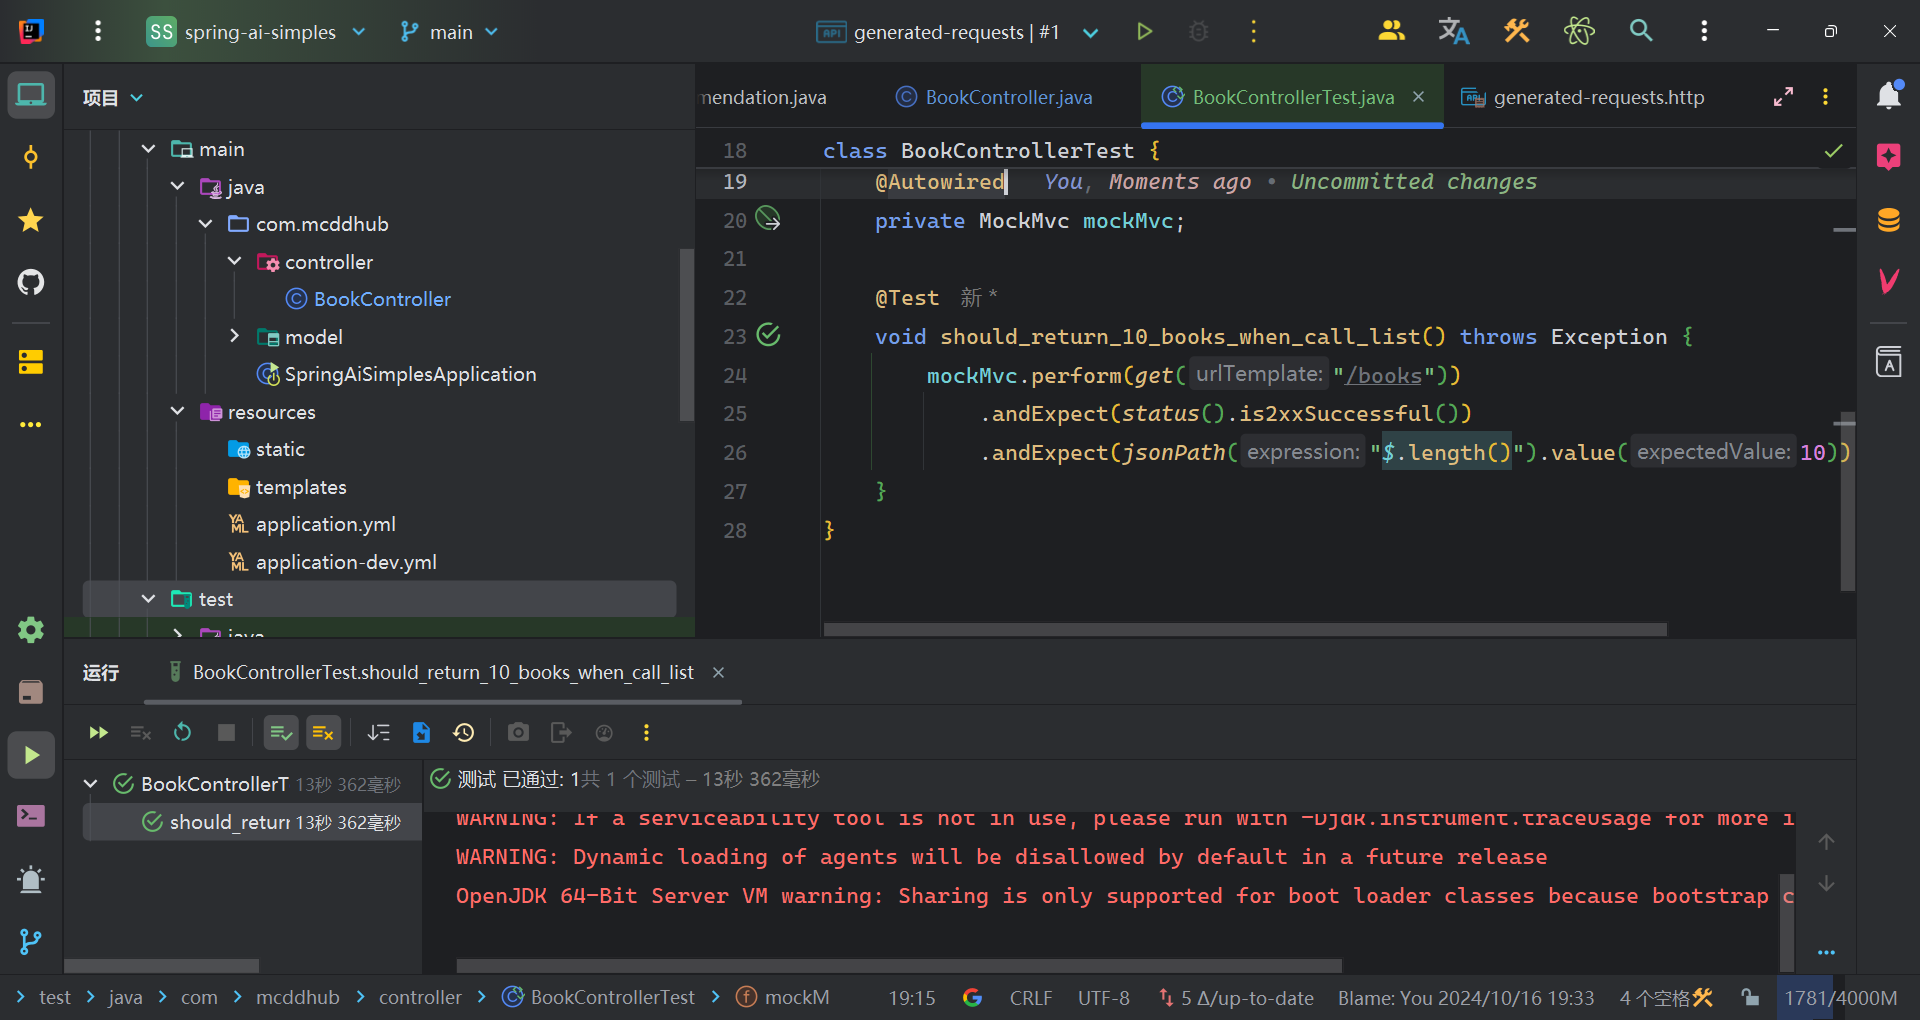 SS spring-ai-simples
main
API generated-requests | #1
项目
main
java
com.mcddhub
controller
BookController
model
SpringAiSimplesApplication
resources
static
templates
application.yml
application-dev.yml
test
java
mendation.java
BookController.java
BookControllerTest.java
generated-requests.http
18 class BookControllerTest {
19 @Autowired You, Moments ago • Uncommitted changes
20 private MockMvc mockMvc;
21
22 @Test 新 *
23 void should_return_10_books_when_call_list() throws Exception {
24 mockMvc.perform(get( urlTemplate: "/books"))
25 .andExpect(status().is2xxSuccessful())
26 .andExpect(jsonPath( expression: "$.length()").value( expectedValue: 10))
27 }
28 }
运行
BookControllerTest.should_return_10_books_when_call_list
BookControllerT 13秒 362毫秒
should_return 13秒 362毫秒
测试 已通过: 1共 1 个测试 – 13秒 362毫秒
WARNING: If a serviceability tool is not in use, please run with -Djdk.instrument.traceUsage for more i
WARNING: Dynamic loading of agents will be disallowed by default in a future release
OpenJDK 64-Bit Server VM warning: Sharing is only supported for boot loader classes because bootstrap c
test
java
com
mcddhub
controller
BookControllerTest
mockM
19:15
CRLF
UTF-8
5 Δ/up-to-date
Blame: You 2024/10/16 19:33
4 个空格
1781/4000M